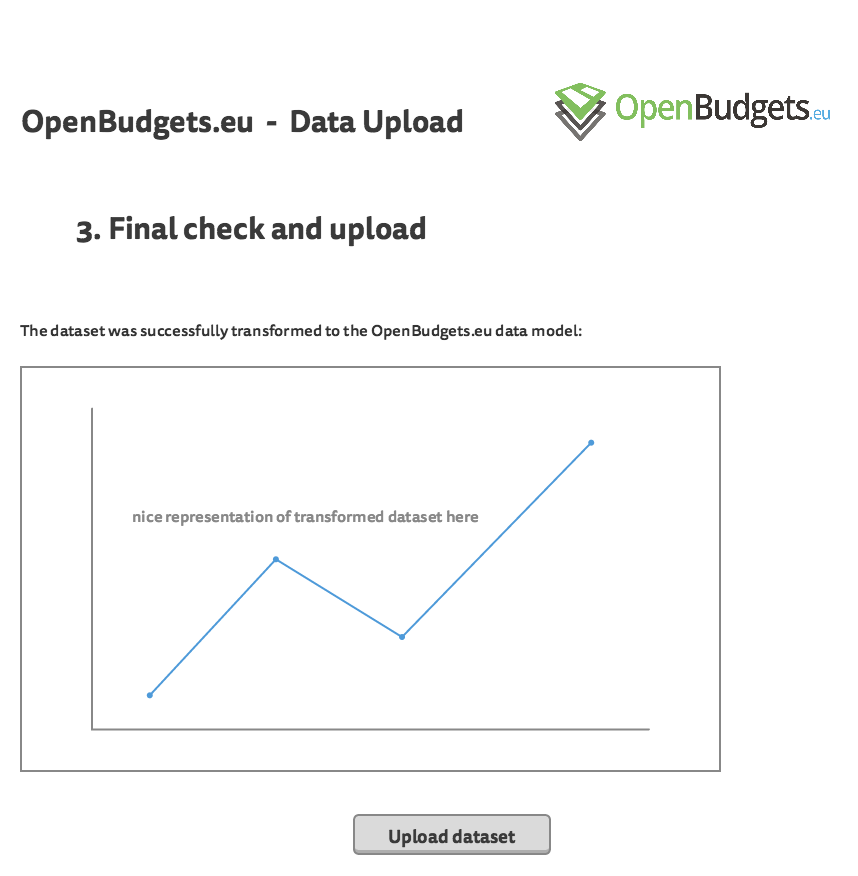 OpenBudgets.eu - Data Upload
OpenBudgets.eu
3. Final check and upload
The dataset was successfully transformed to the OpenBudgets.eu data model:
nice representation of transformed dataset here
Upload dataset